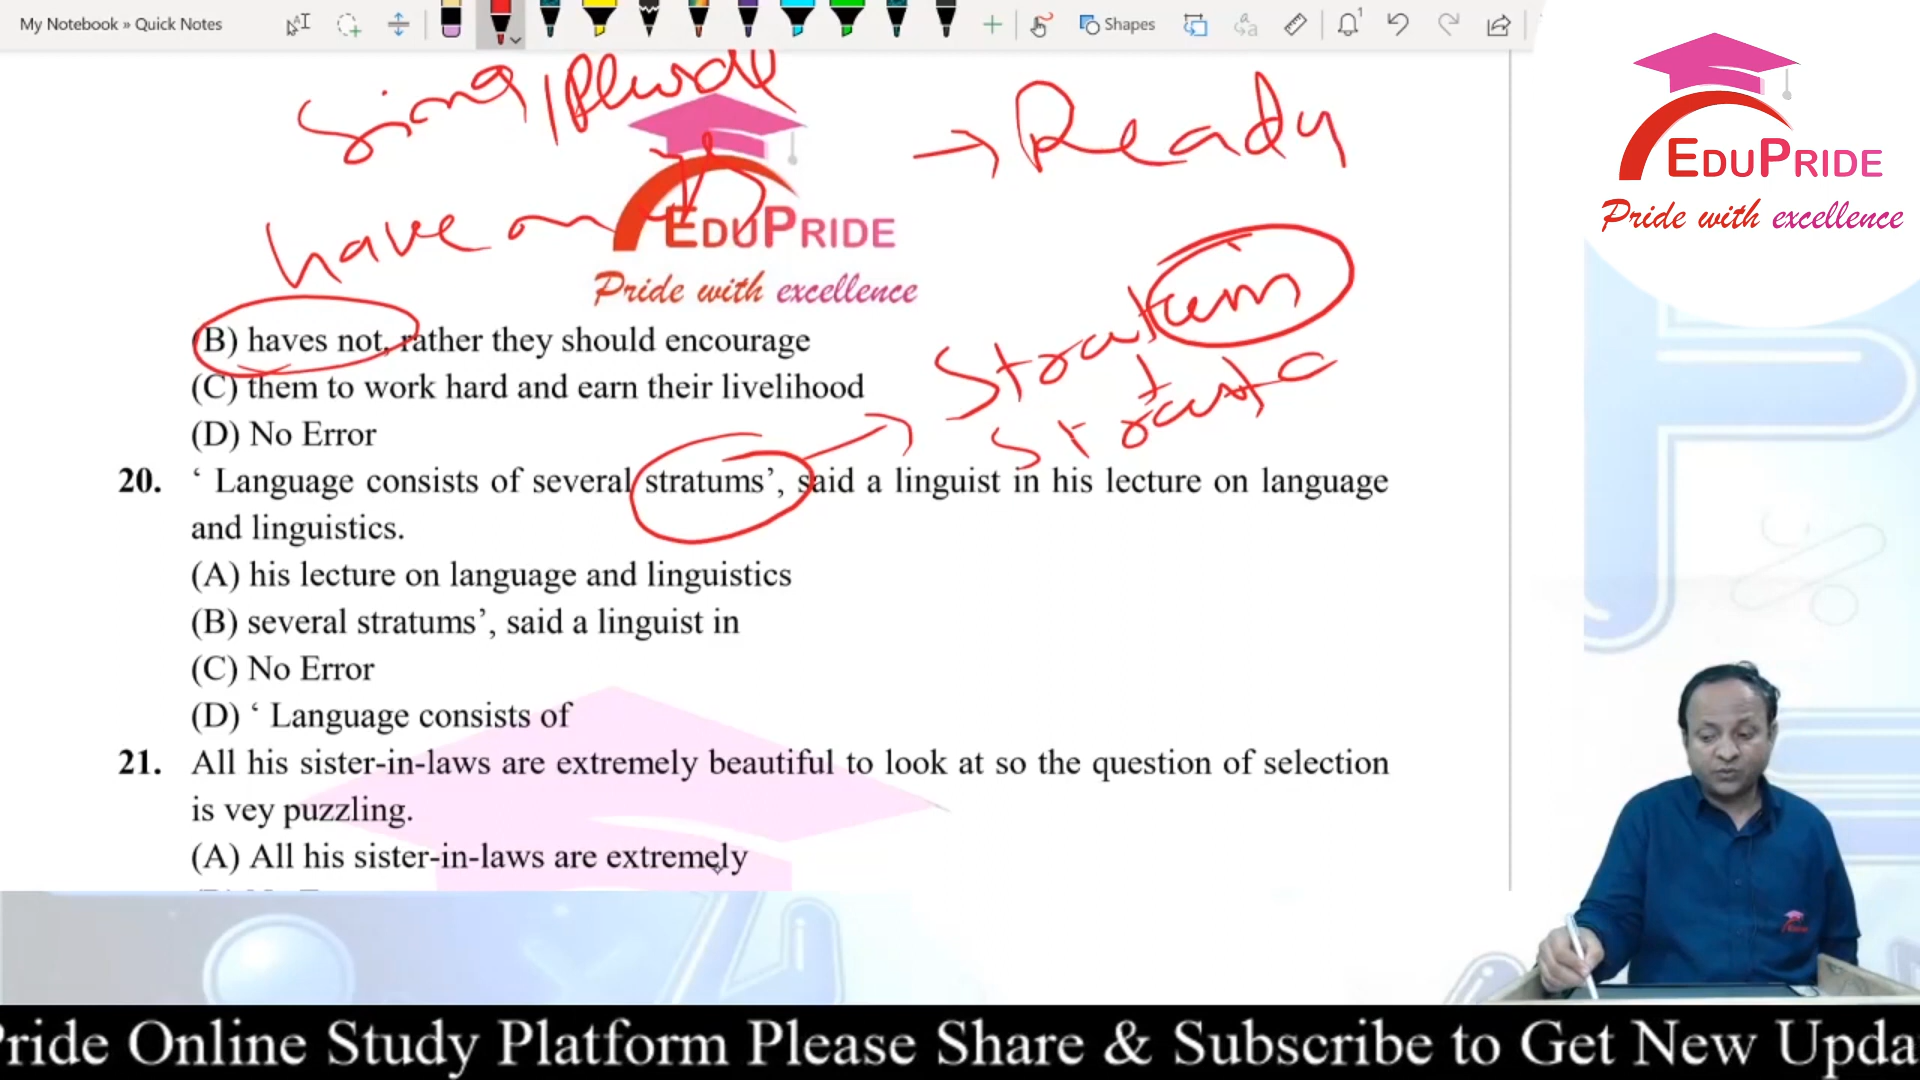 My Notebook » Quick Notes
Shapes
Sing/Plural
→ Ready
EDUPRIDE
Pride with excellence
have
EDUPRIDE
Pride with excellence
Stratum
Strata
(B) haves not, rather they should encourage
(C) them to work hard and earn their livelihood
(D) No Error
20. ‘ Language consists of several stratums’, said a linguist in his lecture on language
and linguistics.
(A) his lecture on language and linguistics
(B) several stratums’, said a linguist in
(C) No Error
(D) ‘ Language consists of
21. All his sister-in-laws are extremely beautiful to look at so the question of selection
is vey puzzling.
(A) All his sister-in-laws are extremely
Pride Online Study Platform Please Share & Subscribe to Get New Upda